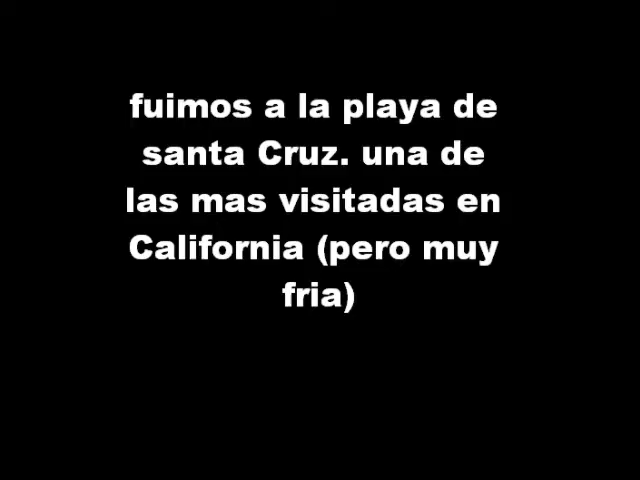 fuimos a la playa de
santa Cruz. una de
las mas visitadas en
California (pero muy
fria)